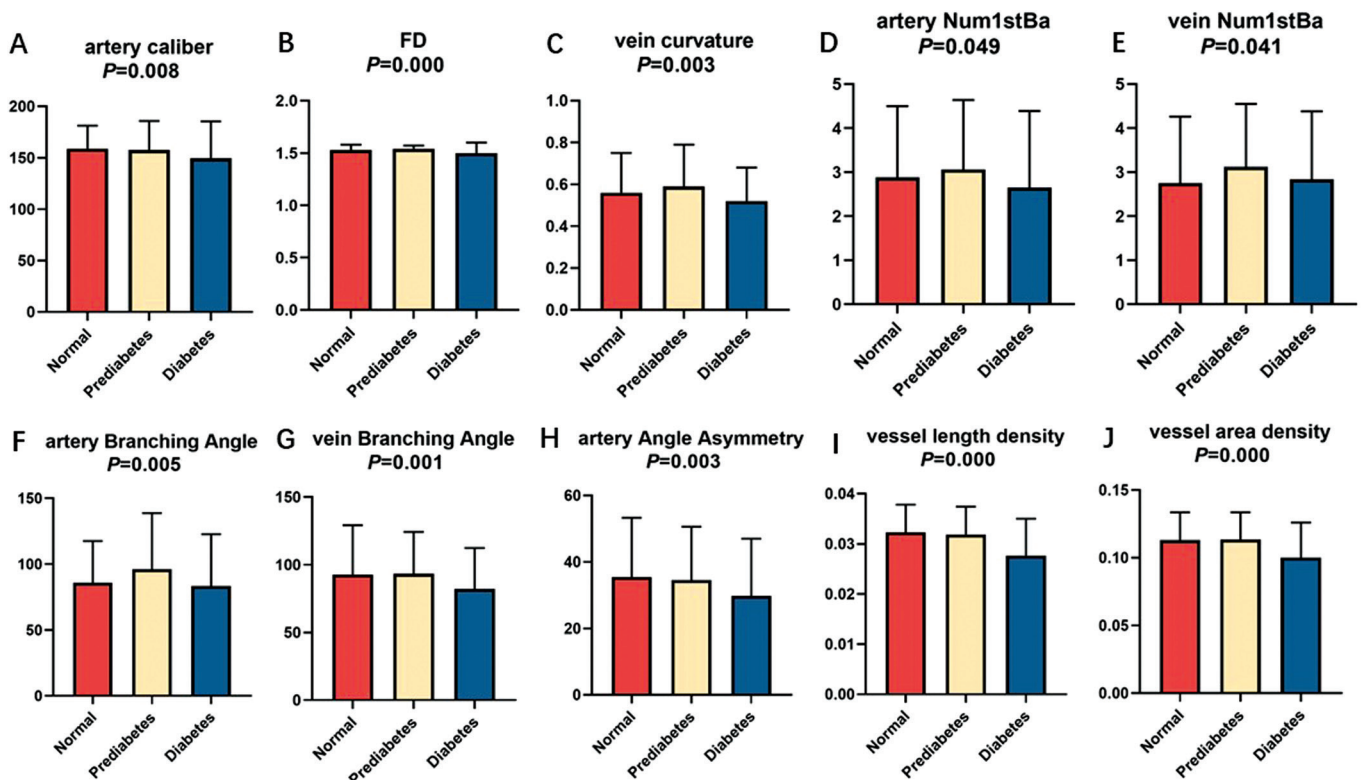 A
artery caliber
P=0.008
200
150
100
50
0
Normal
Prediabetes
Diabetes
B
FD
P=0.000
2.0
1.5
1.0
0.5
0.0
Normal
Prediabetes
Diabetes
C
vein curvature
P=0.003
1.0
0.8
0.6
0.4
0.2
0.0
Normal
Prediabetes
Diabetes
D
artery Num1stBa
P=0.049
5
4
3
2
1
0
Normal
Prediabetes
Diabetes
E
vein Num1stBa
P=0.041
5
4
3
2
1
0
Normal
Prediabetes
Diabetes
F
artery Branching Angle
P=0.005
150
100
50
0
Normal
Prediabetes
Diabetes
G
vein Branching Angle
P=0.001
150
100
50
0
Normal
Prediabetes
Diabetes
H
artery Angle Asymmetry
P=0.003
60
40
20
0
Normal
Prediabetes
Diabetes
I
vessel length density
P=0.000
0.04
0.03
0.02
0.01
0.00
Normal
Prediabetes
Diabetes
J
vessel area density
P=0.000
0.15
0.10
0.05
0.00
Normal
Prediabetes
Diabetes